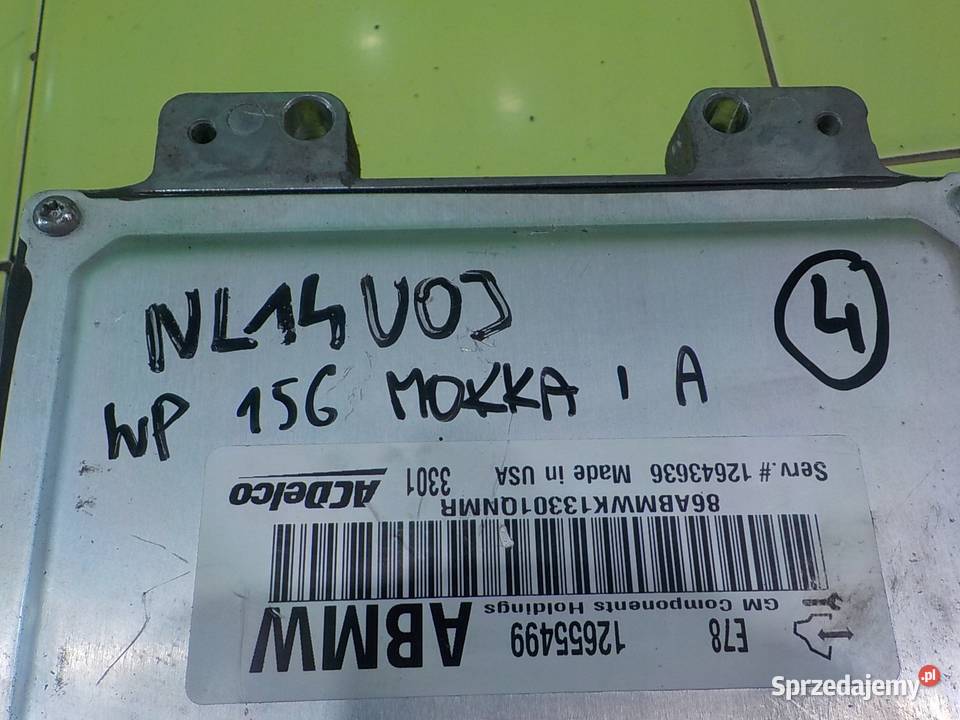 NL14UOJ
4
WP 156 MOKKA I A
E78
12655499
ABMW
GM Components Holdings
86ABMWK13301QNMR
Serv.# 12643636 Made in USA 3301 ACDelco
Sprzedajemy.pl